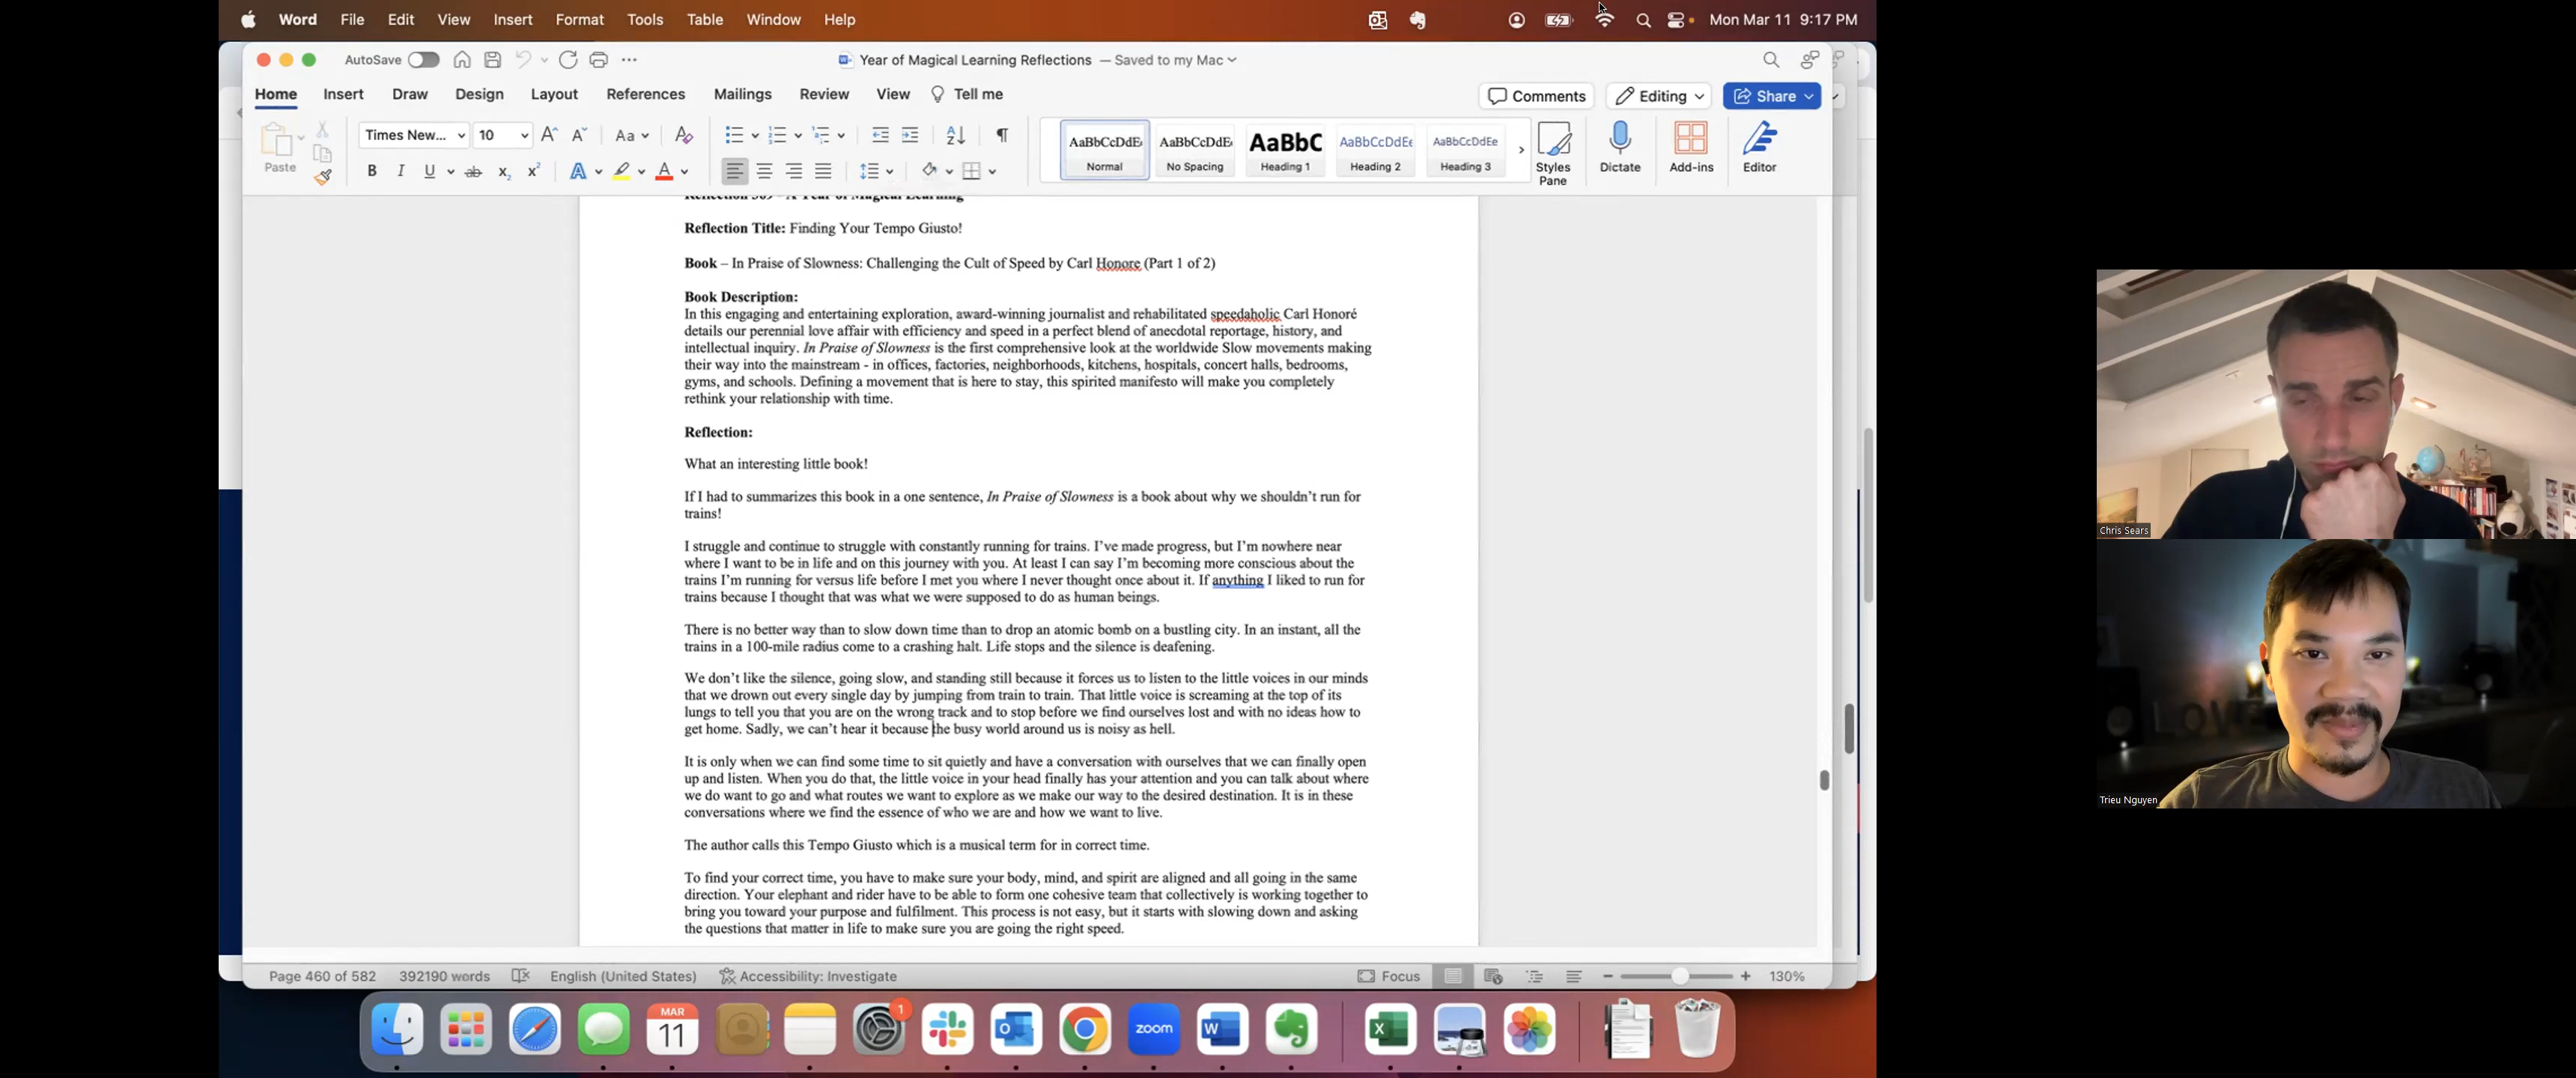 Word File Edit View Insert Format Tools Table Window Help Mon Mar 11 9:17 PM
AutoSave Year of Magical Learning Reflections — Saved to my Mac
Home Insert Draw Design Layout References Mailings Review View Tell me Comments Editing Share
Paste Times New... 10 Aa
AaBbCcDdE AaBbCcDdE AaBbC AaBbCcDdE AaBbCcDdEe
Normal No Spacing Heading 1 Heading 2 Heading 3 Styles Pane Dictate Add-ins Editor
Reflection 369 - A Year of Magical Learning
Reflection Title: Finding Your Tempo Giusto!
Book – In Praise of Slowness: Challenging the Cult of Speed by Carl Honore (Part 1 of 2)
Book Description:
In this engaging and entertaining exploration, award-winning journalist and rehabilitated speedaholic Carl Honoré
details our perennial love affair with efficiency and speed in a perfect blend of anecdotal reportage, history, and
intellectual inquiry. In Praise of Slowness is the first comprehensive look at the worldwide Slow movements making
their way into the mainstream - in offices, factories, neighborhoods, kitchens, hospitals, concert halls, bedrooms,
gyms, and schools. Defining a movement that is here to stay, this spirited manifesto will make you completely
rethink your relationship with time.
Reflection:
What an interesting little book!
If I had to summarizes this book in a one sentence, In Praise of Slowness is a book about why we shouldn't run for
trains!
I struggle and continue to struggle with constantly running for trains. I've made progress, but I'm nowhere near
where I want to be in life and on this journey with you. At least I can say I'm becoming more conscious about the
trains I'm running for versus life before I met you where I never thought once about it. If anything I liked to run for
trains because I thought that was what we were supposed to do as human beings.
There is no better way than to slow down time than to drop an atomic bomb on a bustling city. In an instant, all the
trains in a 100-mile radius come to a crashing halt. Life stops and the silence is deafening.
We don't like the silence, going slow, and standing still because it forces us to listen to the little voices in our minds
that we drown out every single day by jumping from train to train. That little voice is screaming at the top of its
lungs to tell you that you are on the wrong track and to stop before we find ourselves lost and with no ideas how to
get home. Sadly, we can't hear it because the busy world around us is noisy as hell.
It is only when we can find some time to sit quietly and have a conversation with ourselves that we can finally open
up and listen. When you do that, the little voice in your head finally has your attention and you can talk about where
we do want to go and what routes we want to explore as we make our way to the desired destination. It is in these
conversations where we find the essence of who we are and how we want to live.
The author calls this Tempo Giusto which is a musical term for in correct time.
To find your correct time, you have to make sure your body, mind, and spirit are aligned and all going in the same
direction. Your elephant and rider have to be able to form one cohesive team that collectively is working together to
bring you toward your purpose and fulfilment. This process is not easy, but it starts with slowing down and asking
the questions that matter in life to make sure you are going the right speed.
Page 460 of 582 392190 words English (United States) Accessibility: Investigate Focus 130%
MAR
11
1
zoom
Chris Sears
Trieu Nguyen